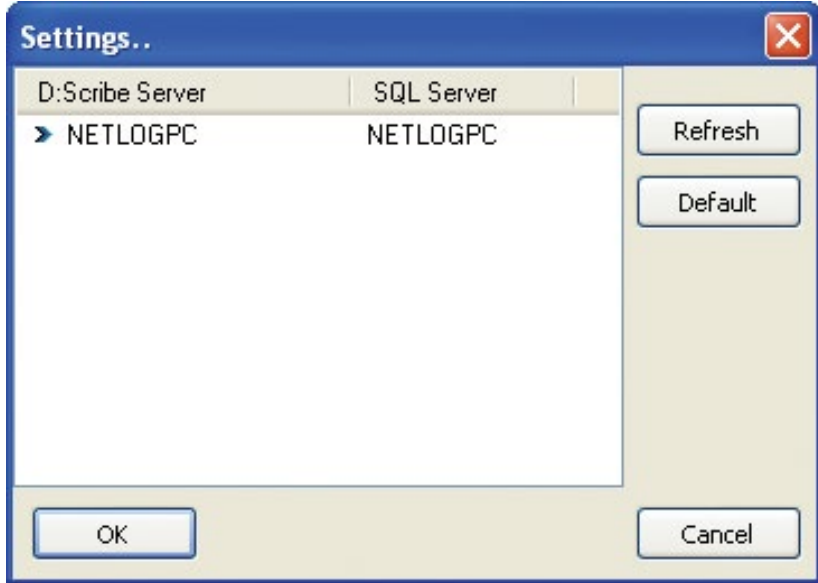 Settings..
D:Scribe Server SQL Server
NETLOGPC NETLOGPC
Refresh
Default
OK Cancel